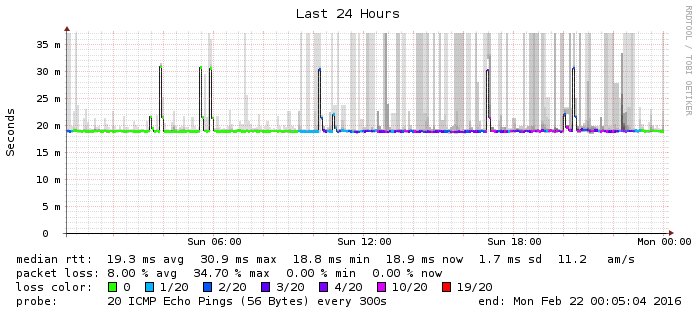 Last 24 Hours
RRDTOOL / TOBI OETIKER
Seconds
35 m
30 m
25 m
20 m
15 m
10 m
5 m
0
Sun 06:00 Sun 12:00 Sun 18:00 Mon 00:00
median rtt: 19.3 ms avg 30.9 ms max 18.8 ms min 18.9 ms now 1.7 ms sd 11.2 am/s
packet loss: 8.00 % avg 34.70 % max 0.00 % min 0.00 % now
loss color: 0 1/20 2/20 3/20 4/20 10/20 19/20
probe: 20 ICMP Echo Pings (56 Bytes) every 300s end: Mon Feb 22 00:05:04 2016